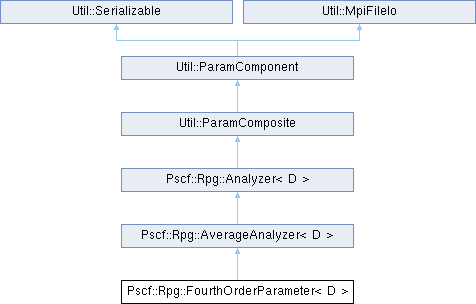 Util::Serializable
Util::MpiFileIo
Util::ParamComponent
Util::ParamComposite
Pscf::Rpg::Analyzer< D >
Pscf::Rpg::AverageAnalyzer< D >
Pscf::Rpg::FourthOrderParameter< D >